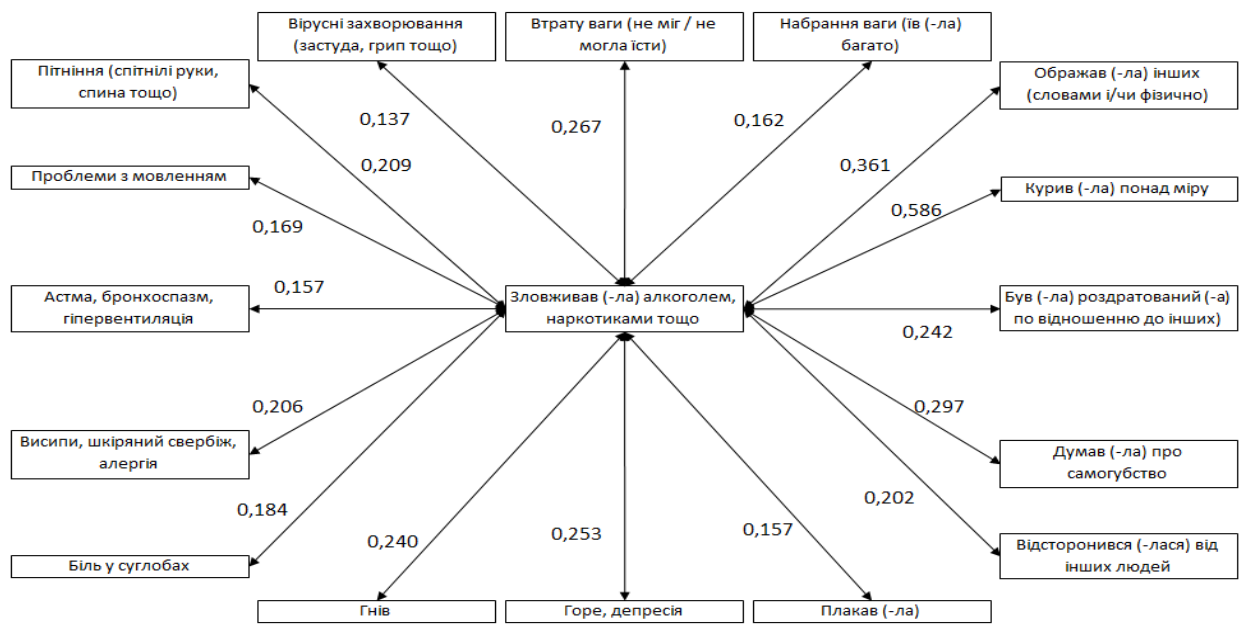 Вірусні захворювання
(застуда, грип тощо)
Втрату ваги (не міг / не
могла їсти)
Набрання ваги (їв (-ла)
багато)
Пітніння (спітнілі руки,
спина тощо)
Ображав (-ла) інших
(словами і/чи фізично)
0,137
0,267
0,162
0,209
0,361
Проблеми з мовленням
Курив (-ла) понад міру
0,586
0,169
0,157
Астма, бронхоспазм,
гіпервентиляція
Зловживав (-ла) алкоголем,
наркотиками тощо
Був (-ла) роздратований (-а)
по відношенню до інших)
0,242
0,206
0,297
Висипи, шкіряний свербіж,
алергія
Думав (-ла) про
самогубство
0,184
0,202
0,240
0,253
0,157
Біль у суглобах
Відсторонився (-лася) від
інших людей
Гнів
Горе, депресія
Плакав (-ла)